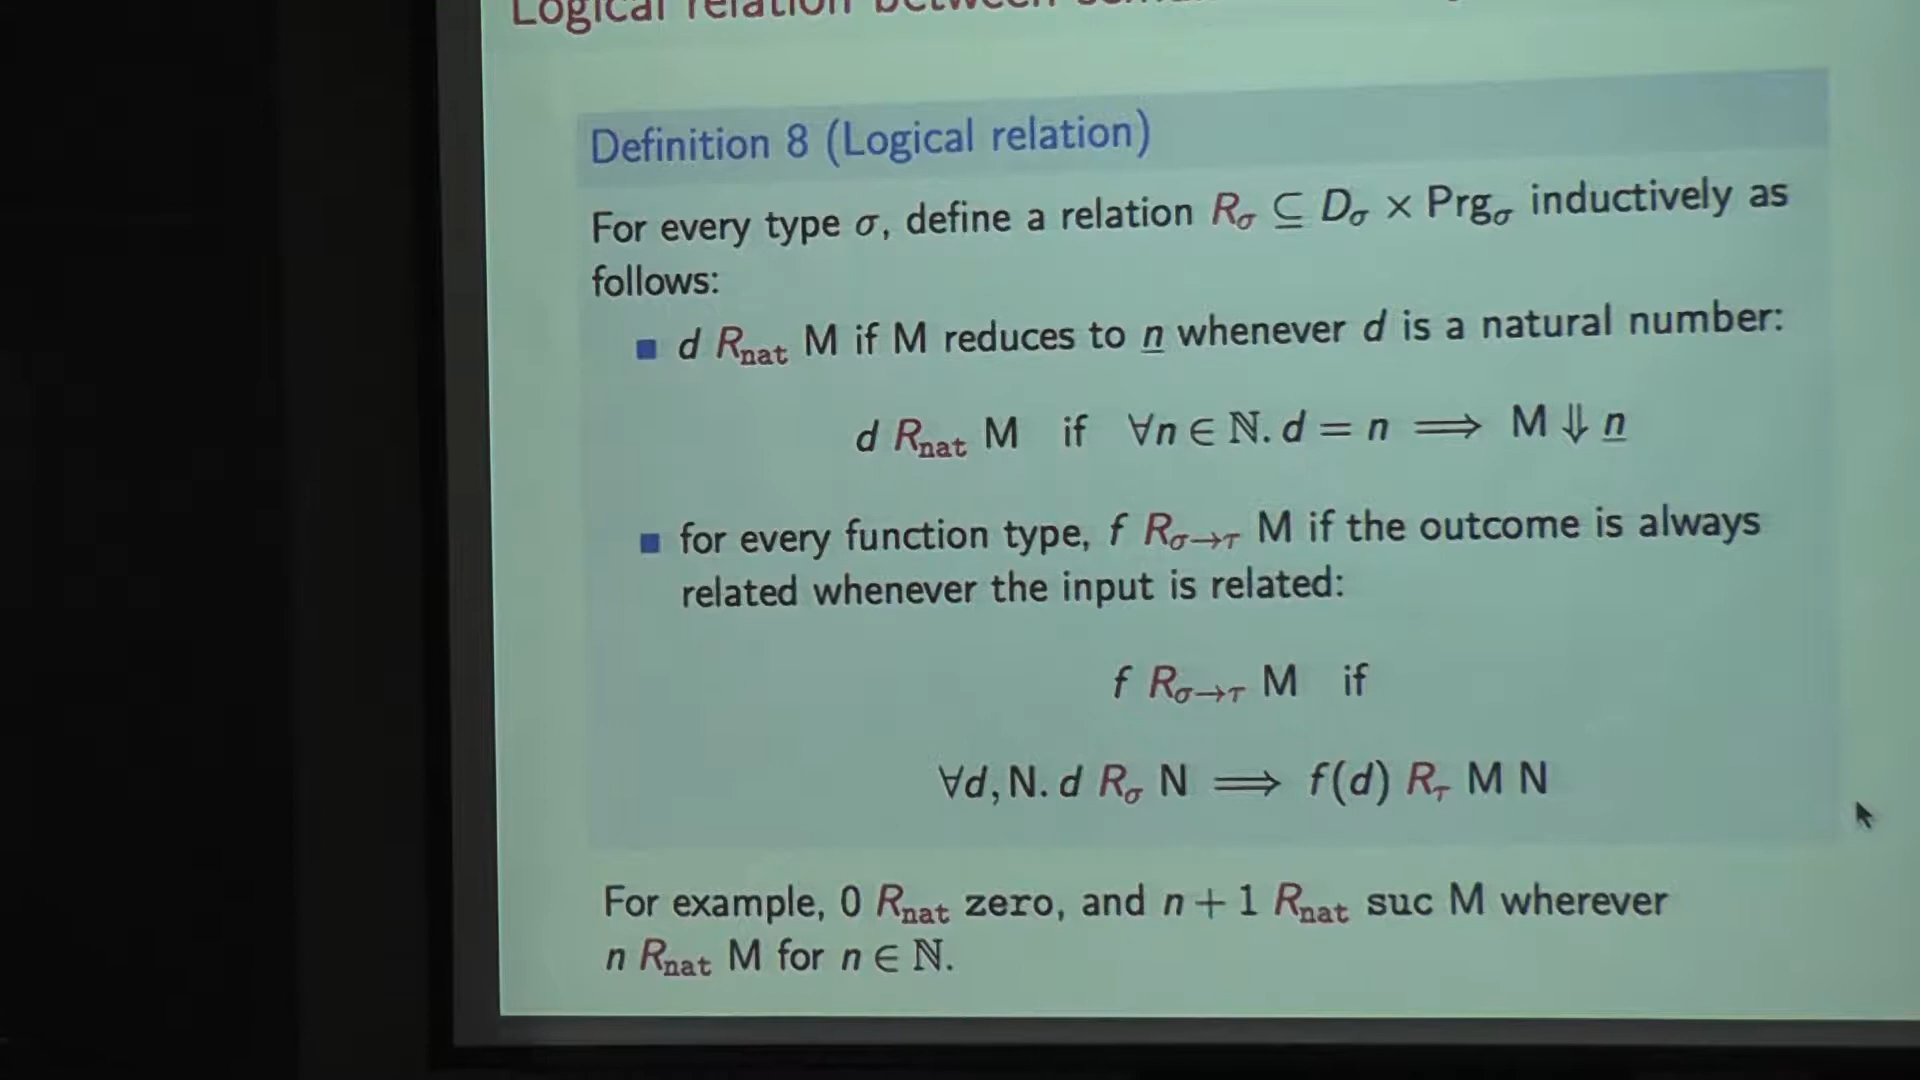 Logical relation between
Definition 8 (Logical relation)
For every type σ, define a relation R_σ ⊆ D_σ × Prg_σ inductively as
follows:
■ d R_nat M if M reduces to n̲ whenever d is a natural number:
d R_nat M if ∀n ∈ ℕ. d = n ⟹ M ⇓ n̲
■ for every function type, f R_σ→τ M if the outcome is always
related whenever the input is related:
f R_σ→τ M if
∀d, N. d R_σ N ⟹ f(d) R_τ M N
For example, 0 R_nat zero, and n + 1 R_nat suc M wherever
n R_nat M for n ∈ ℕ.